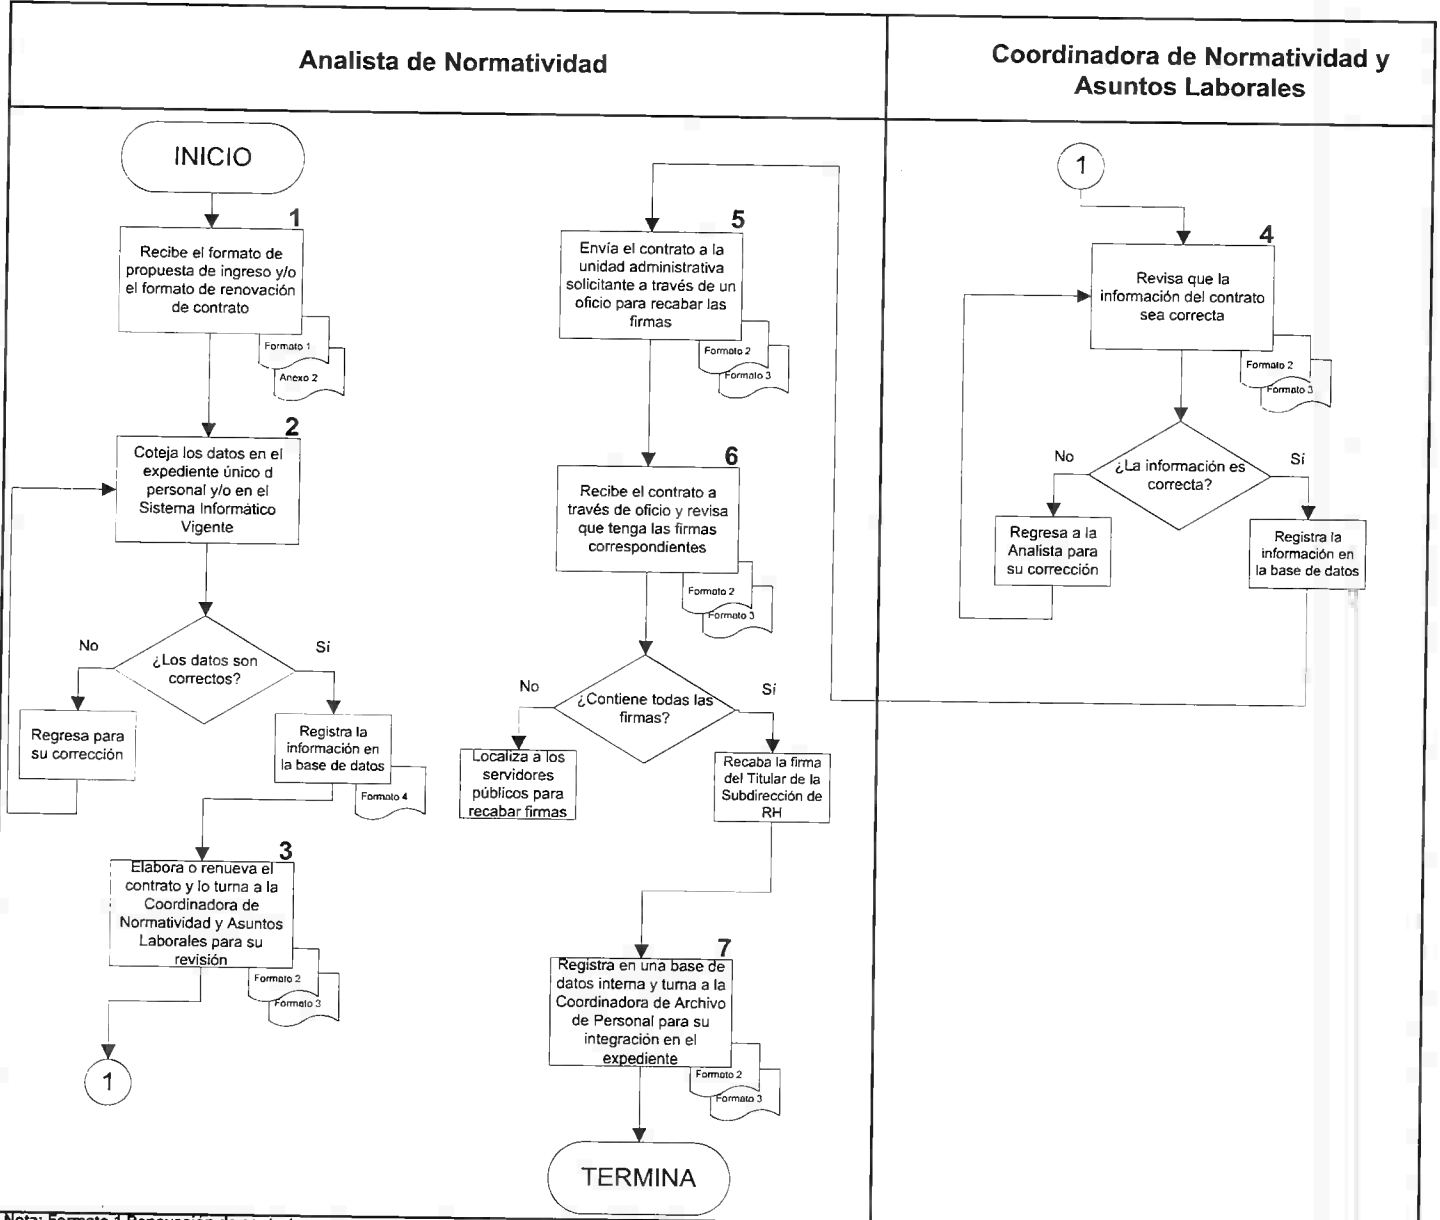 Analista de Normatividad
Coordinadora de Normatividad y
Asuntos Laborales
INICIO
1
Recibe el formato de
propuesta de ingreso y/o
el formato de renovación
de contrato
Formato 1
Anexo 2
2
Coteja los datos en el
expediente único d
personal y/o en el
Sistema Informático
Vigente
¿Los datos son
correctos?
No
Sí
Regresa para
su corrección
Registra la
información en
la base de datos
Formato 4
3
Elabora o renueva el
contrato y lo turna a la
Coordinadora de
Normatividad y Asuntos
Laborales para su
revisión
Formato 2
Formato 3
1
5
Envía el contrato a la
unidad administrativa
solicitante a través de un
oficio para recabar las
firmas
Formato 2
Formato 3
6
Recibe el contrato a
través de oficio y revisa
que tenga las firmas
correspondientes
Formato 2
Formato 3
¿Contiene todas las
firmas?
No
Sí
Localiza a los
servidores
públicos para
recabar firmas
Recaba la firma
del Titular de la
Subdirección de
RH
7
Registra en una base de
datos interna y turna a la
Coordinadora de Archivo
de Personal para su
integración en el
expediente
Formato 2
Formato 3
TERMINA
1
4
Revisa que la
información del contrato
sea correcta
Formato 2
Formato 3
¿La información es
correcta?
No
Sí
Regresa a la
Analista para
su corrección
Registra la
información en
la base de datos
Nota: Formato 1 Renovación de